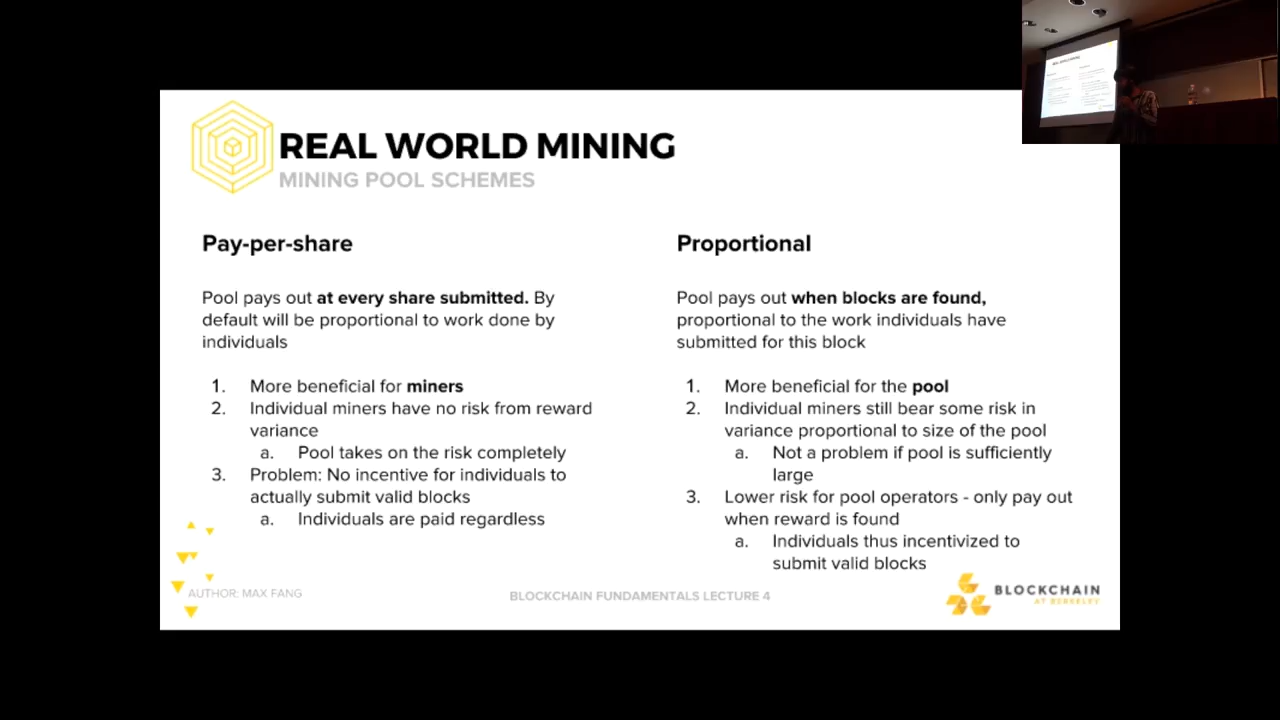 REAL WORLD MINING
MINING POOL SCHEMES
Pay-per-share
Pool pays out at every share submitted. By
default will be proportional to work done by
individuals
1. More beneficial for miners
2. Individual miners have no risk from reward
variance
a. Pool takes on the risk completely
3. Problem: No incentive for individuals to
actually submit valid blocks
a. Individuals are paid regardless
Proportional
Pool pays out when blocks are found,
proportional to the work individuals have
submitted for this block
1. More beneficial for the pool
2. Individual miners still bear some risk in
variance proportional to size of the pool
a. Not a problem if pool is sufficiently
large
3. Lower risk for pool operators - only pay out
when reward is found
a. Individuals thus incentivized to
submit valid blocks
AUTHOR: MAX FANG
BLOCKCHAIN FUNDAMENTALS LECTURE 4
BLOCKCHAIN
AT BERKELEY